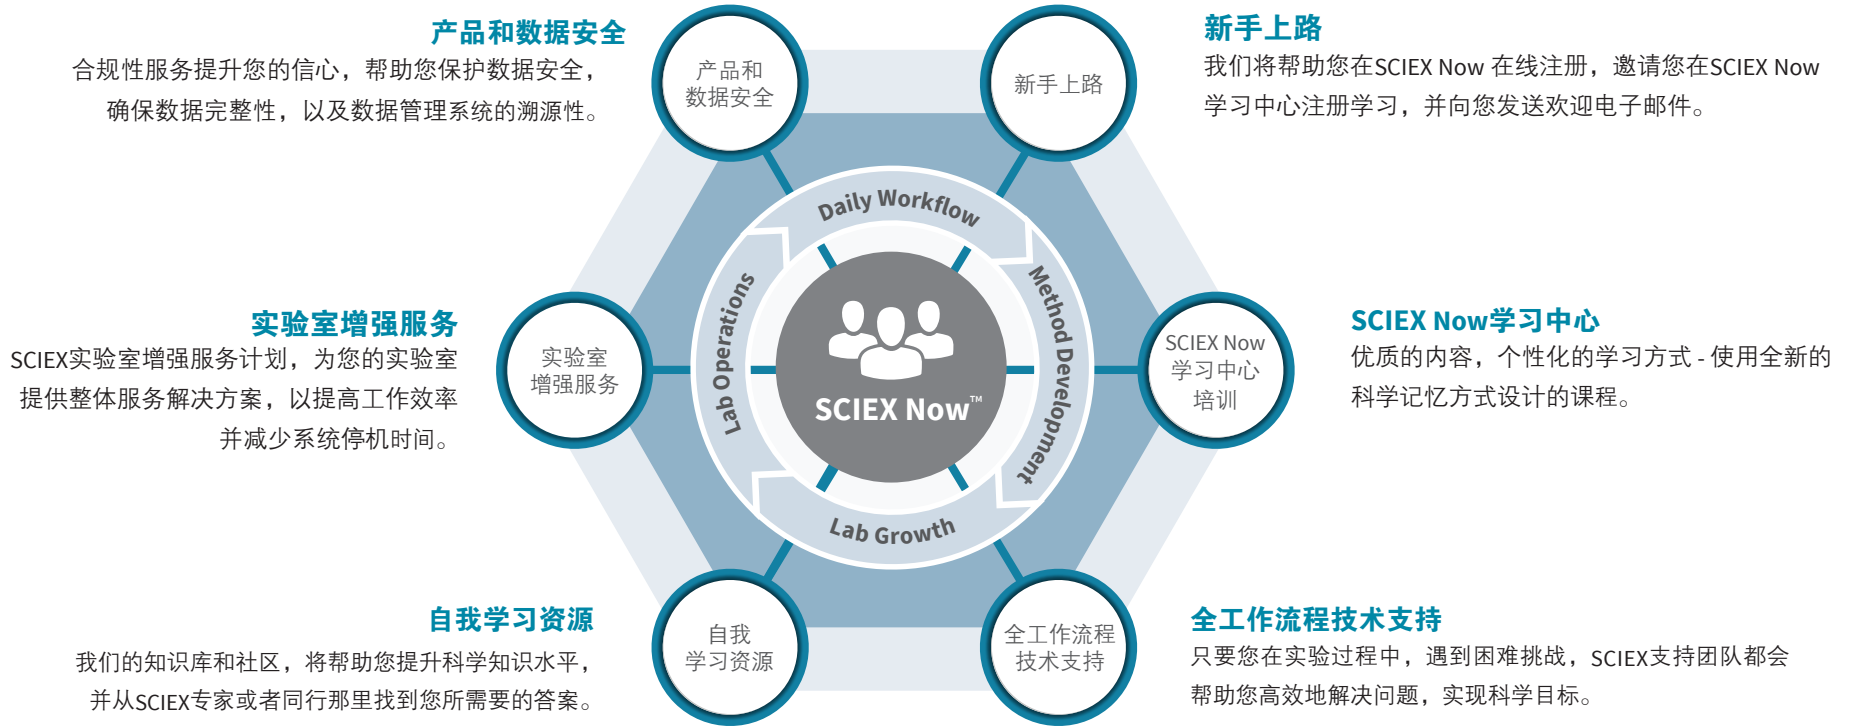 产品和数据安全
合规性服务提升您的信心，帮助您保护数据安全，
确保数据完整性，以及数据管理系统的溯源性。
产品和
数据安全
新手上路
新手上路
我们将帮助您在SCIEX Now 在线注册，邀请您在SCIEX Now
学习中心注册学习，并向您发送欢迎电子邮件。
Daily Workflow
Method Development
Lab Growth
Lab Operations
SCIEX Now™
实验室增强服务
SCIEX实验室增强服务计划，为您的实验室
提供整体服务解决方案，以提高工作效率
并减少系统停机时间。
实验室
增强服务
SCIEX Now
学习中心
培训
SCIEX Now学习中心
优质的内容，个性化的学习方式 - 使用全新的
科学记忆方式设计的课程。
自我学习资源
我们的知识库和社区，将帮助您提升科学知识水平，
并从SCIEX专家或者同行那里找到您所需要的答案。
自我
学习资源
全工作流程
技术支持
全工作流程技术支持
只要您在实验过程中，遇到困难挑战，SCIEX支持团队都会
帮助您高效地解决问题，实现科学目标。